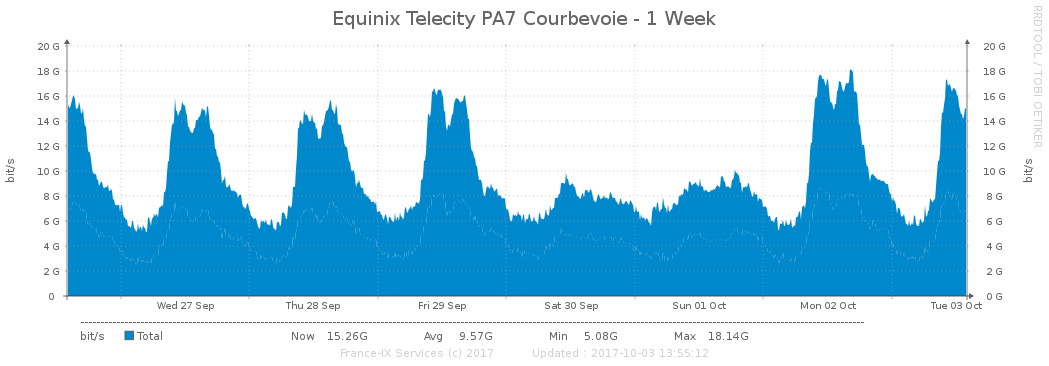 Equinix Telecity PA7 Courbevoie - 1 Week
RRDTOOL / TOBI OETIKER
bit/s
20 G
18 G
16 G
14 G
12 G
10 G
8 G
6 G
4 G
2 G
0
20 G
18 G
16 G
14 G
12 G
10 G
8 G
6 G
4 G
2 G
0 G
bit/s
Wed 27 Sep Thu 28 Sep Fri 29 Sep Sat 30 Sep Sun 01 Oct Mon 02 Oct Tue 03 Oct
bit/s Total Now 15.26G Avg 9.57G Min 5.08G Max 18.14G
France-IX Services (c) 2017 Updated : 2017-10-03 13:55:12